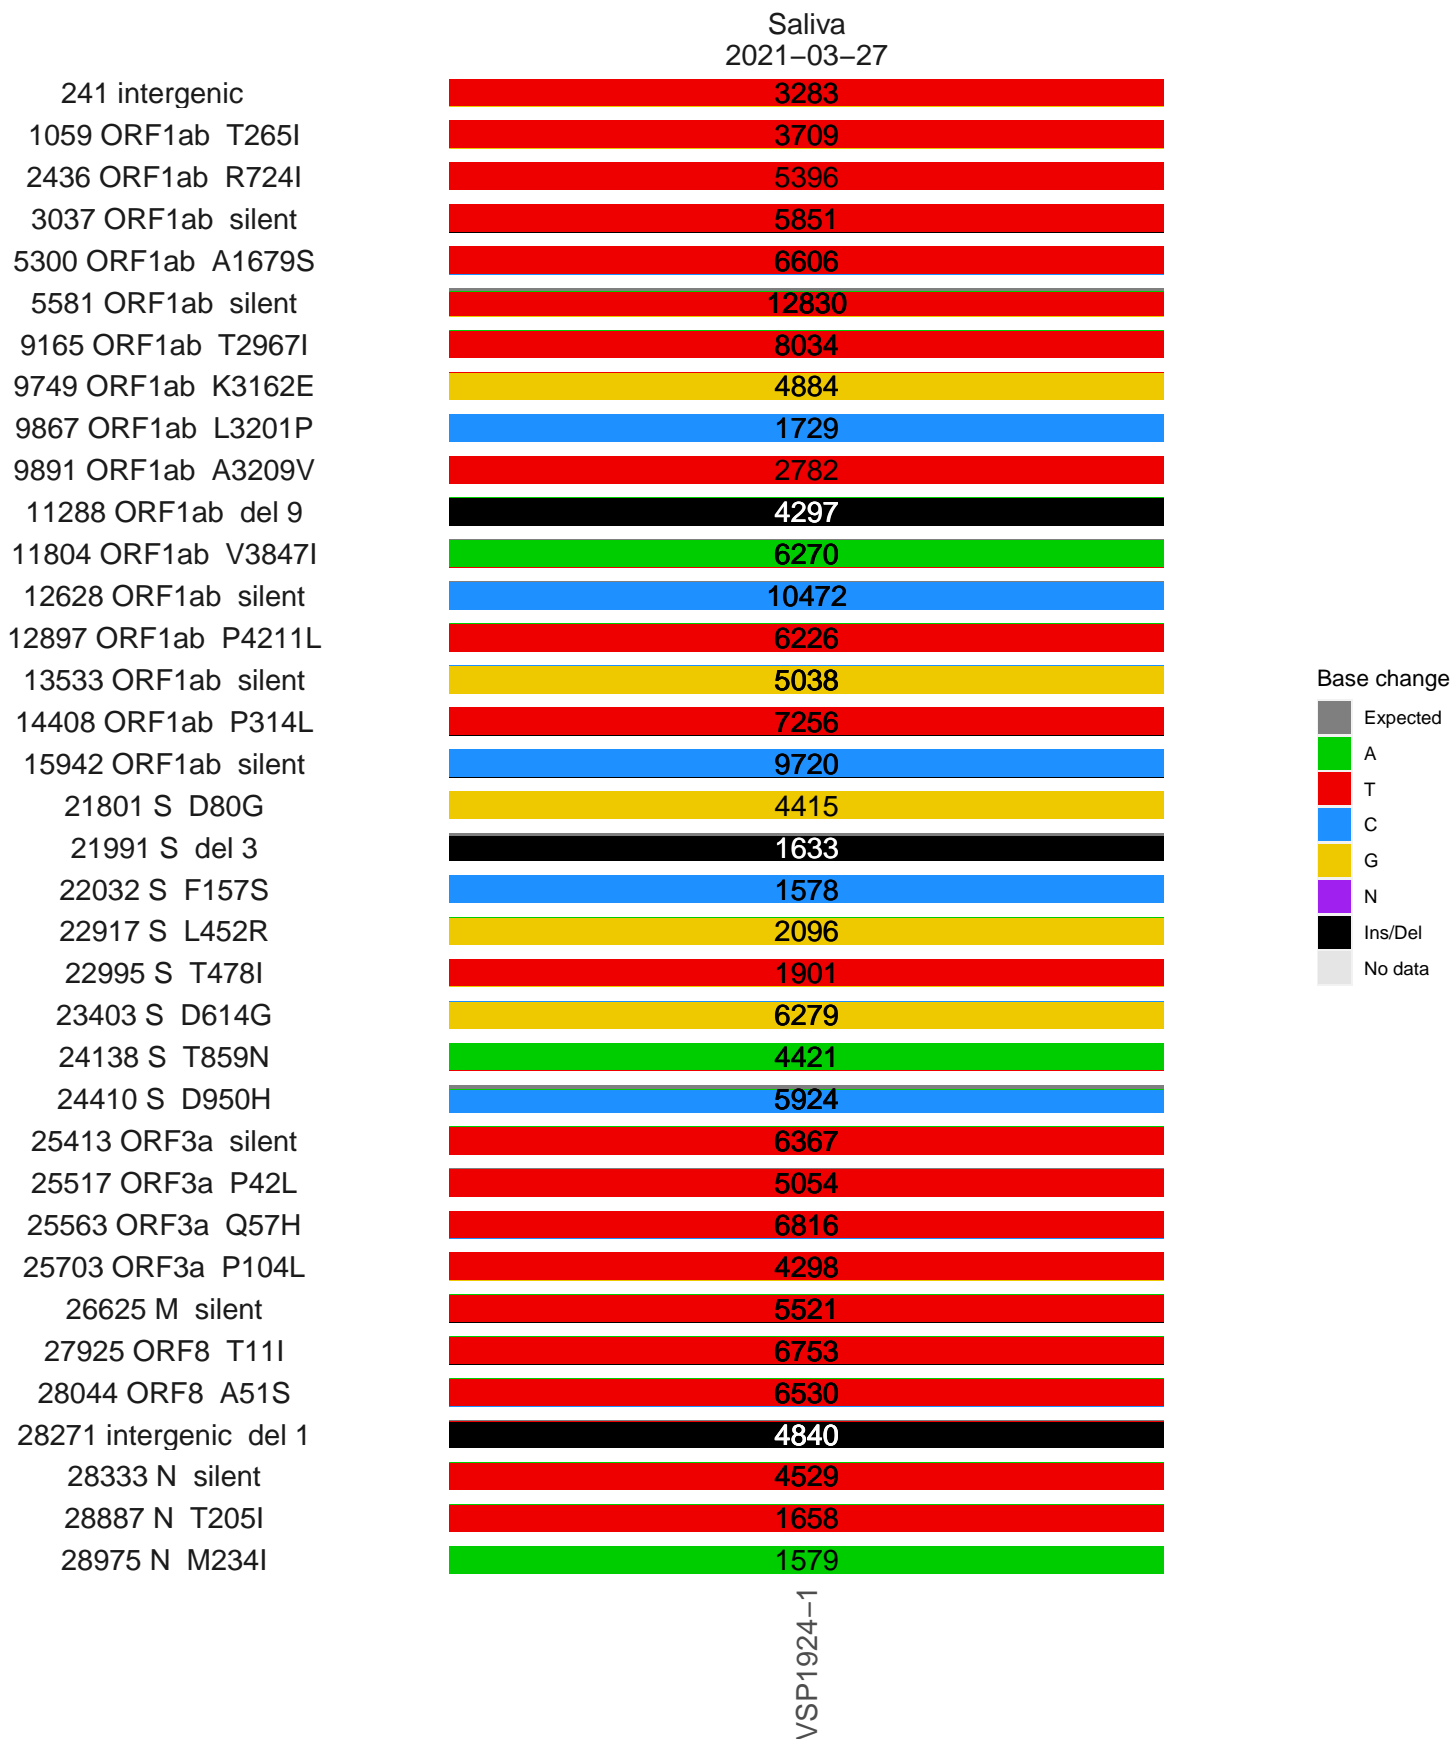 Saliva
2021−03−27
241 intergenic 3283
1059 ORF1ab T265I 3709
2436 ORF1ab R724I 5396
3037 ORF1ab silent 5851
5300 ORF1ab A1679S 6606
5581 ORF1ab silent 12830
9165 ORF1ab T2967I 8034
9749 ORF1ab K3162E 4884
9867 ORF1ab L3201P 1729
9891 ORF1ab A3209V 2782
11288 ORF1ab del 9 4297
11804 ORF1ab V3847I 6270
12628 ORF1ab silent 10472
12897 ORF1ab P4211L 6226
13533 ORF1ab silent 5038
14408 ORF1ab P314L 7256
15942 ORF1ab silent 9720
21801 S D80G 4415
21991 S del 3 1633
22032 S F157S 1578
22917 S L452R 2096
22995 S T478I 1901
23403 S D614G 6279
24138 S T859N 4421
24410 S D950H 5924
25413 ORF3a silent 6367
25517 ORF3a P42L 5054
25563 ORF3a Q57H 6816
25703 ORF3a P104L 4298
26625 M silent 5521
27925 ORF8 T11I 6753
28044 ORF8 A51S 6530
28271 intergenic del 1 4840
28333 N silent 4529
28887 N T205I 1658
28975 N M234I 1579
VSP1924−1
Base change
Expected
A
T
C
G
N
Ins/Del
No data